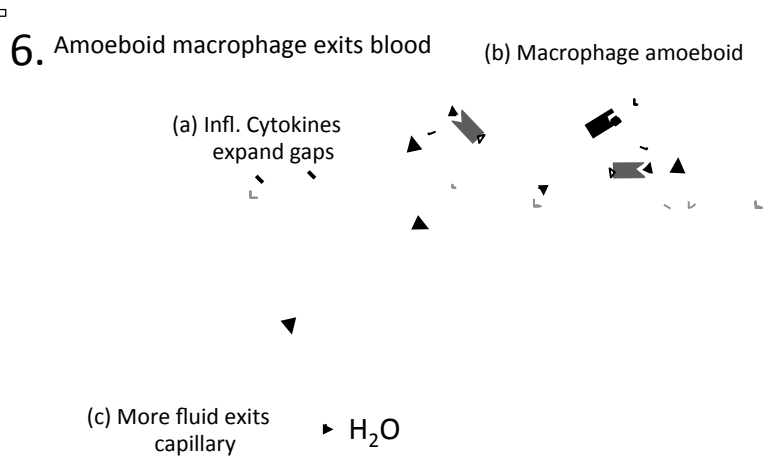 6. Amoeboid macrophage exits blood
(b) Macrophage amoeboid
(a) Infl. Cytokines
expand gaps
(c) More fluid exits
capillary
H₂O